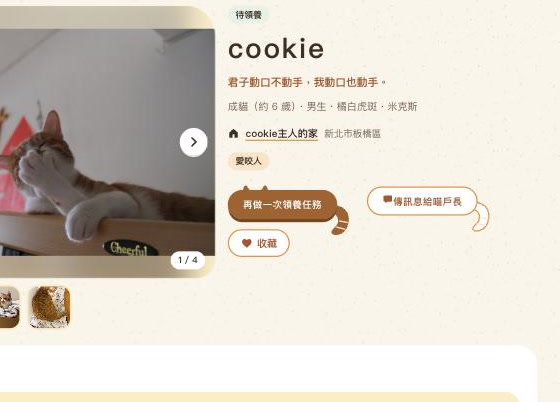 待領養
cookie
君子動口不動手，我動口也動手。
成貓（約 6 歲）· 男生 · 橘白虎斑 · 米克斯
cookie主人的家 新北市板橋區
愛咬人
再做一次領養任務
傳訊息給喵戶長
收藏
Cheerful
1 / 4